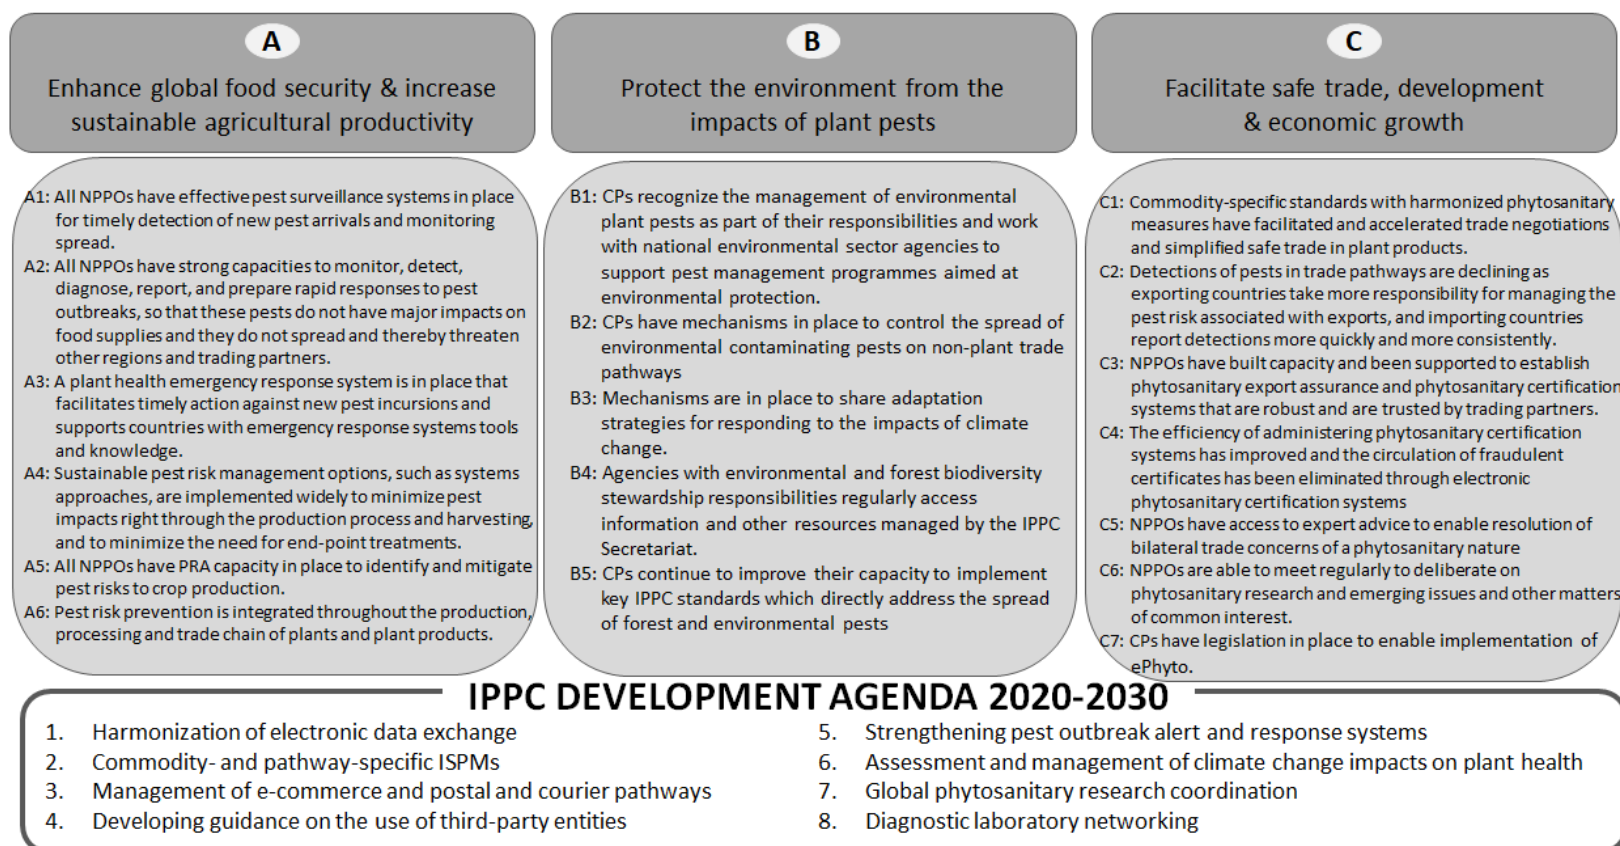 A
Enhance global food security & increase
sustainable agricultural productivity
A1: All NPPOs have effective pest surveillance systems in place
for timely detection of new pest arrivals and monitoring
spread.
A2: All NPPOs have strong capacities to monitor, detect,
diagnose, report, and prepare rapid responses to pest
outbreaks, so that these pests do not have major impacts on
food supplies and they do not spread and thereby threaten
other regions and trading partners.
A3: A plant health emergency response system is in place that
facilitates timely action against new pest incursions and
supports countries with emergency response systems tools
and knowledge.
A4: Sustainable pest risk management options, such as systems
approaches, are implemented widely to minimize pest
impacts right through the production process and harvesting,
and to minimize the need for end-point treatments.
A5: All NPPOs have PRA capacity in place to identify and mitigate
pest risks to crop production.
A6: Pest risk prevention is integrated throughout the production,
processing and trade chain of plants and plant products.
B
Protect the environment from the
impacts of plant pests
B1: CPs recognize the management of environmental
plant pests as part of their responsibilities and work
with national environmental sector agencies to
support pest management programmes aimed at
environmental protection.
B2: CPs have mechanisms in place to control the spread of
environmental contaminating pests on non-plant trade
pathways
B3: Mechanisms are in place to share adaptation
strategies for responding to the impacts of climate
change.
B4: Agencies with environmental and forest biodiversity
stewardship responsibilities regularly access
information and other resources managed by the IPPC
Secretariat.
B5: CPs continue to improve their capacity to implement
key IPPC standards which directly address the spread
of forest and environmental pests
C
Facilitate safe trade, development
& economic growth
C1: Commodity-specific standards with harmonized phytosanitary
measures have facilitated and accelerated trade negotiations
and simplified safe trade in plant products.
C2: Detections of pests in trade pathways are declining as
exporting countries take more responsibility for managing the
pest risk associated with exports, and importing countries
report detections more quickly and more consistently.
C3: NPPOs have built capacity and been supported to establish
phytosanitary export assurance and phytosanitary certification
systems that are robust and are trusted by trading partners.
C4: The efficiency of administering phytosanitary certification
systems has improved and the circulation of fraudulent
certificates has been eliminated through electronic
phytosanitary certification systems
C5: NPPOs have access to expert advice to enable resolution of
bilateral trade concerns of a phytosanitary nature
C6: NPPOs are able to meet regularly to deliberate on
phytosanitary research and emerging issues and other matters
of common interest.
C7: CPs have legislation in place to enable implementation of
ePhyto.
IPPC DEVELOPMENT AGENDA 2020-2030
1. Harmonization of electronic data exchange
2. Commodity- and pathway-specific ISPMs
3. Management of e-commerce and postal and courier pathways
4. Developing guidance on the use of third-party entities
5. Strengthening pest outbreak alert and response systems
6. Assessment and management of climate change impacts on plant health
7. Global phytosanitary research coordination
8. Diagnostic laboratory networking